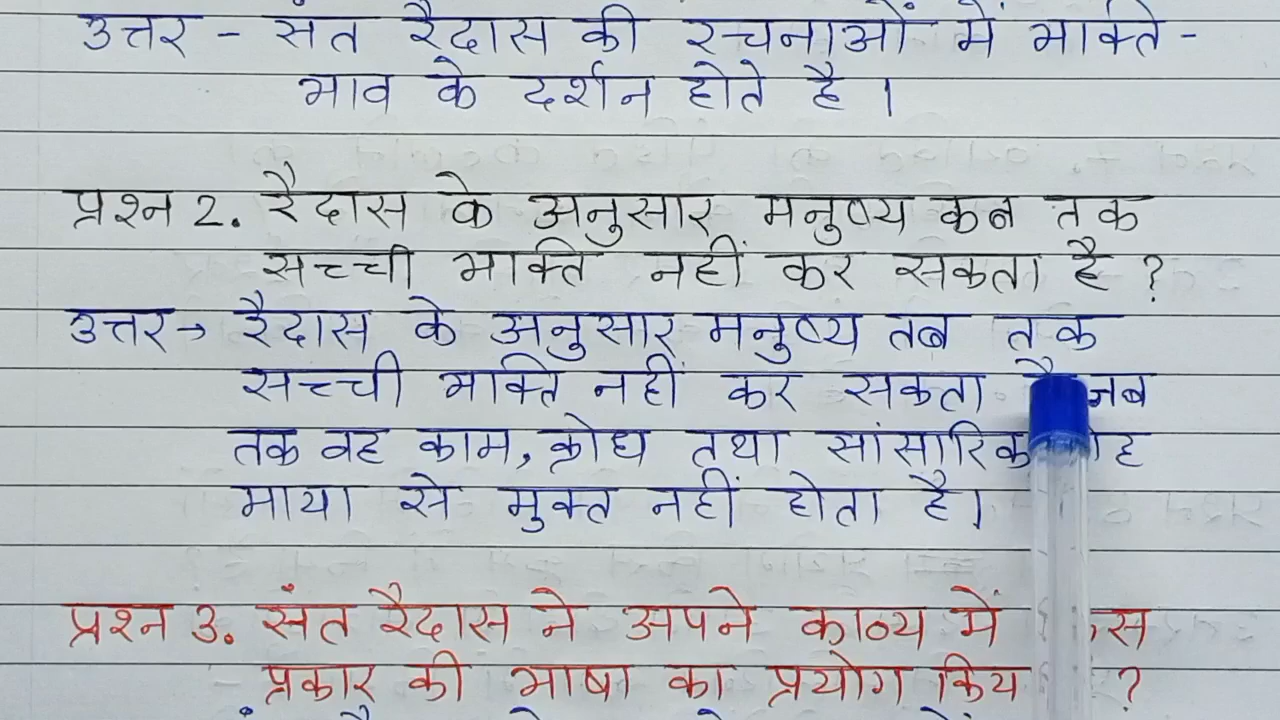 उत्तर - संत रैदास की रचनाओं में भक्ति-
भाव के दर्शन होते है।
प्रश्न 2. रैदास के अनुसार मनुष्य कब तक
सच्ची भक्ति नहीं कर सकता है ?
उत्तर → रैदास के अनुसार मनुष्य तब तक
सच्ची भक्ति नहीं कर सकता जब
तक वह काम, क्रोध तथा सांसारिक
माया से मुक्त नहीं होता है।
प्रश्न 3. संत रैदास ने अपने काव्य में
प्रकार की भाषा का प्रयोग ?